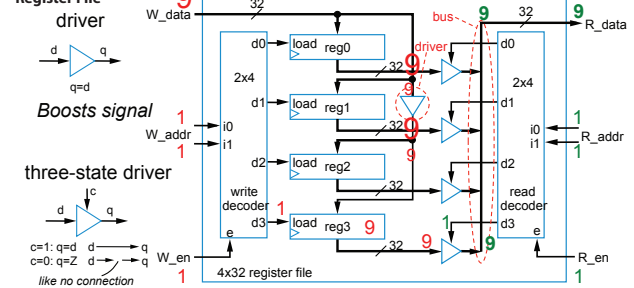 Register File
driver
d q
q=d
Boosts signal
three-state driver
c
d q
c=1: q=d d q
c=0: q=Z d q
like no connection
9
W_data
32
1
W_addr
1
W_en
1
d0
2x4
d1
i0
i1
d2
write
decoder
d3
e
1
load reg0
32
load reg1
32
load reg2
32
load reg3
9
32
9
driver
9
9
9
bus
9
32
9
R_data
d0
2x4
d1
i0
i1
d2
read
decoder
d3
e
1
9
1
R_addr
1
R_en
1
4x32 register file